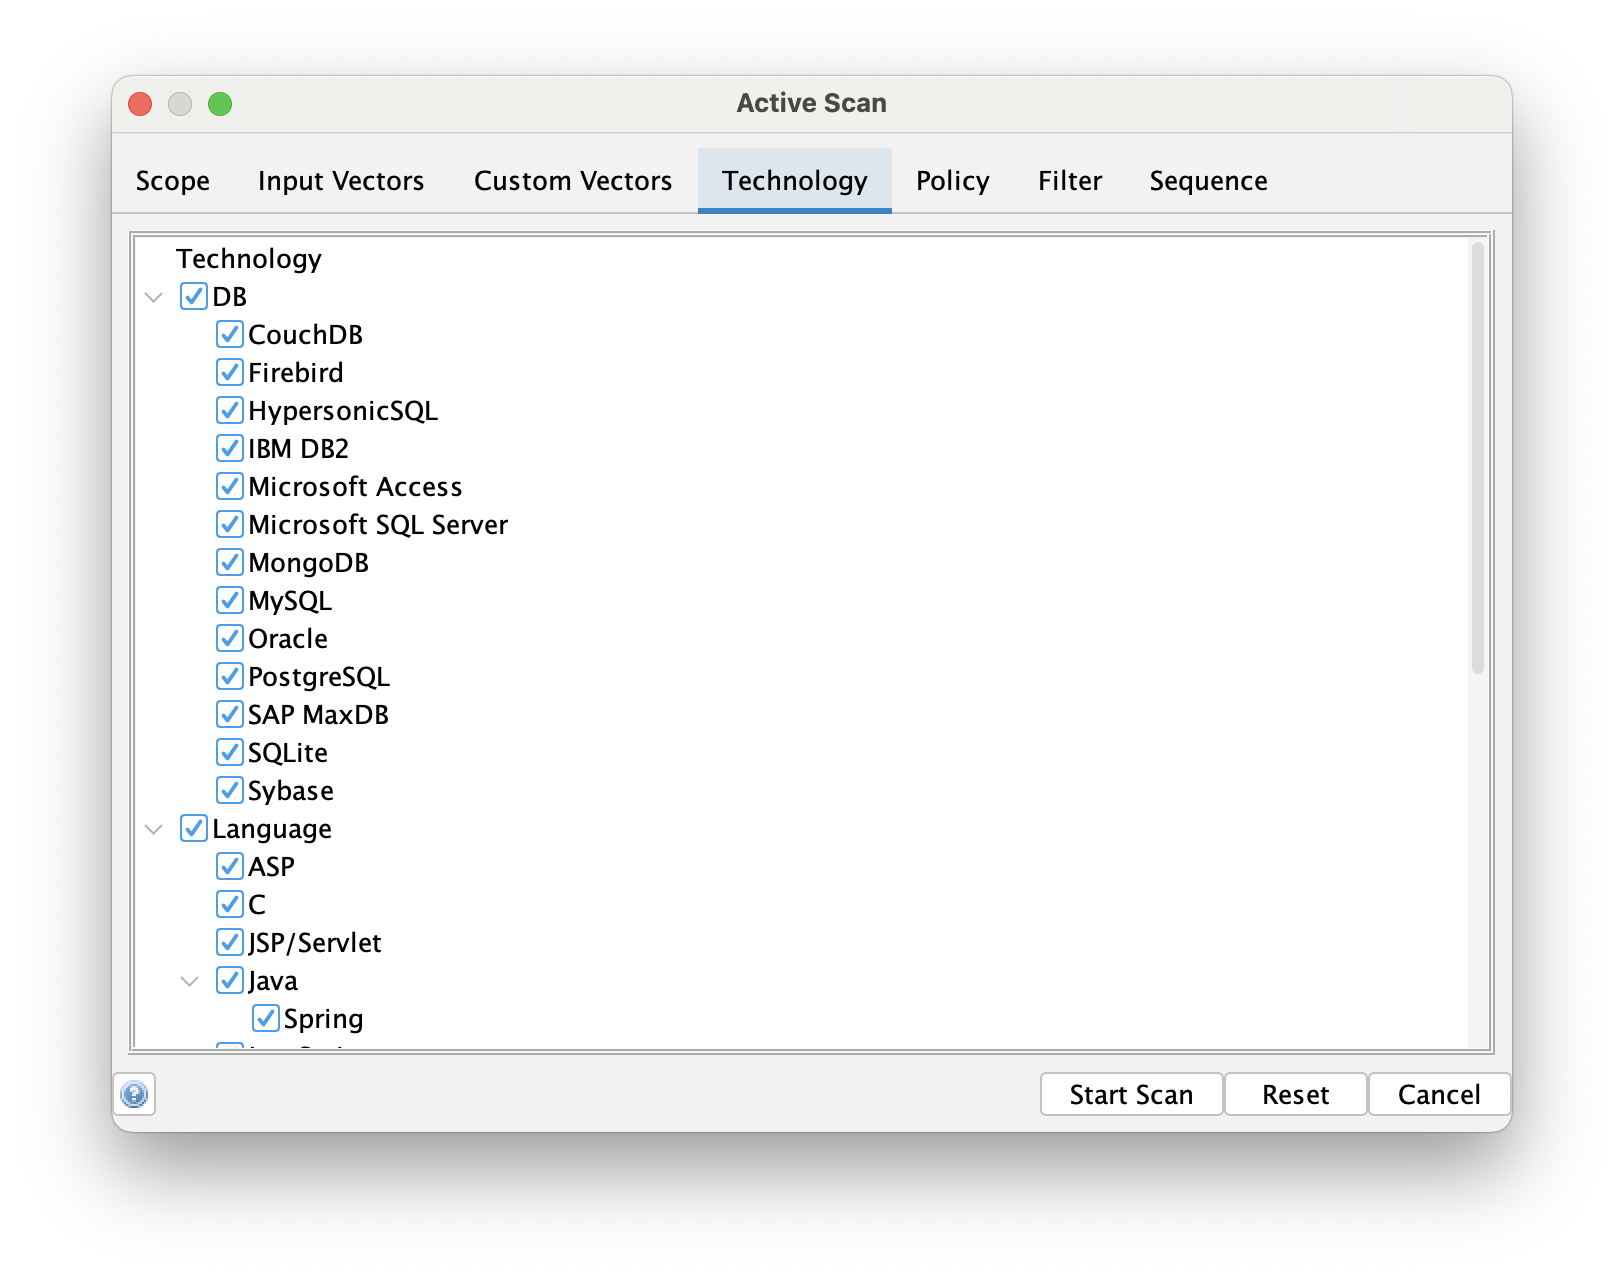 Active Scan
Scope Input Vectors Custom Vectors Technology Policy Filter Sequence
Technology
DB
CouchDB
Firebird
HypersonicSQL
IBM DB2
Microsoft Access
Microsoft SQL Server
MongoDB
MySQL
Oracle
PostgreSQL
SAP MaxDB
SQLite
Sybase
Language
ASP
C
JSP/Servlet
Java
Spring
? Start Scan Reset Cancel